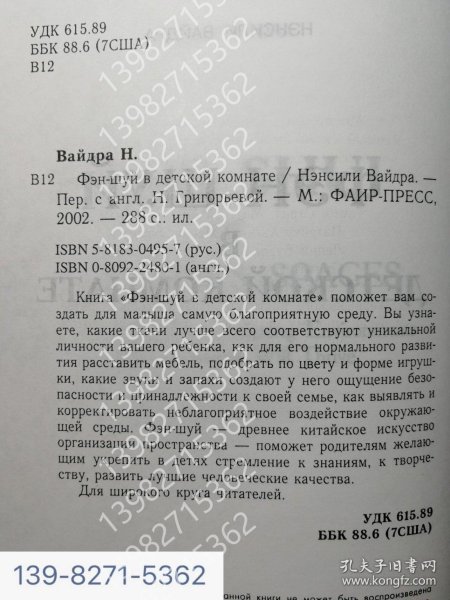 УДК 615.89
ББК 88.6 (7США)
В12
Вайдра Н.
В12 Фэн-шуй в детской комнате / Нэнсили Вайдра. —
Пер. с англ. Н. Григорьевой. — М.: ФАИР-ПРЕСС,
2002. — 288 с.: ил.
ISBN 5-8183-0495-7 (рус.)
ISBN 0-8092-2480-1 (англ.)
Книга «Фэн-шуй в детской комнате» поможет вам со-
здать для малыша самую благоприятную среду. Вы узна-
ете, какие ткани лучше всего соответствуют уникальной
личности вашего ребенка, как для его нормального разви-
тия расставить мебель, подобрать по цвету и форме игруш-
ки, какие звуки и запахи создают у него ощущение безо-
пасности и принадлежности к своей семье, как выявлять и
корректировать неблагоприятное воздействие окружаю-
щей среды. Фэн-шуй — древнее китайское искусство
организации пространства — поможет родителям желаю-
щим укрепить в детях стремление к знаниям, к творче-
ству, развить лучшие человеческие качества.
Для широкого круга читателей.
УДК 615.89
ББК 88.6 (7США)
139-8271-5362
анной книги не может быть воспроизведена
孔夫子旧书网
www.kongfz.com
13982715362